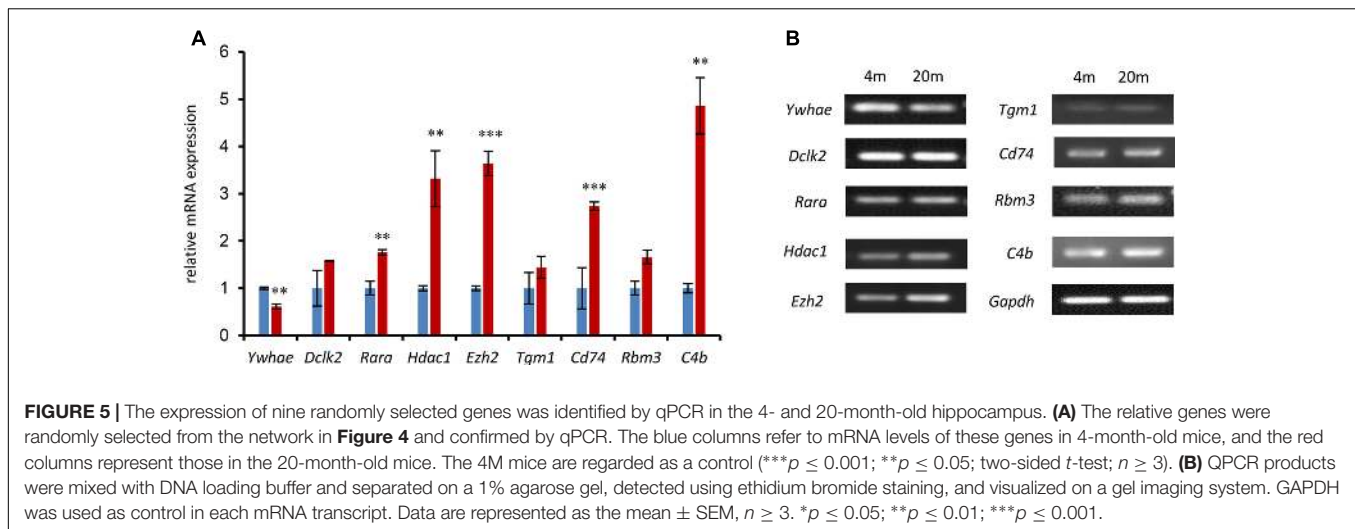 A
B
relative mRNA expression
6
5
4
3
2
1
0
** ** ** *** *** **
Ywhae Dclk2 Rara Hdac1 Ezh2 Tgm1 Cd74 Rbm3 C4b
4m 20m 4m 20m
Ywhae Tgm1
Dclk2 Cd74
Rara Rbm3
Hdac1 C4b
Ezh2 Gapdh
FIGURE 5 | The expression of nine randomly selected genes was identified by qPCR in the 4- and 20-month-old hippocampus. (A) The relative genes were
randomly selected from the network in Figure 4 and confirmed by qPCR. The blue columns refer to mRNA levels of these genes in 4-month-old mice, and the red
columns represent those in the 20-month-old mice. The 4M mice are regarded as a control (***p ≤ 0.001; **p ≤ 0.05; two-sided t-test; n ≥ 3). (B) QPCR products
were mixed with DNA loading buffer and separated on a 1% agarose gel, detected using ethidium bromide staining, and visualized on a gel imaging system. GAPDH
was used as control in each mRNA transcript. Data are represented as the mean ± SEM, n ≥ 3. *p ≤ 0.05; **p ≤ 0.01; ***p ≤ 0.001.